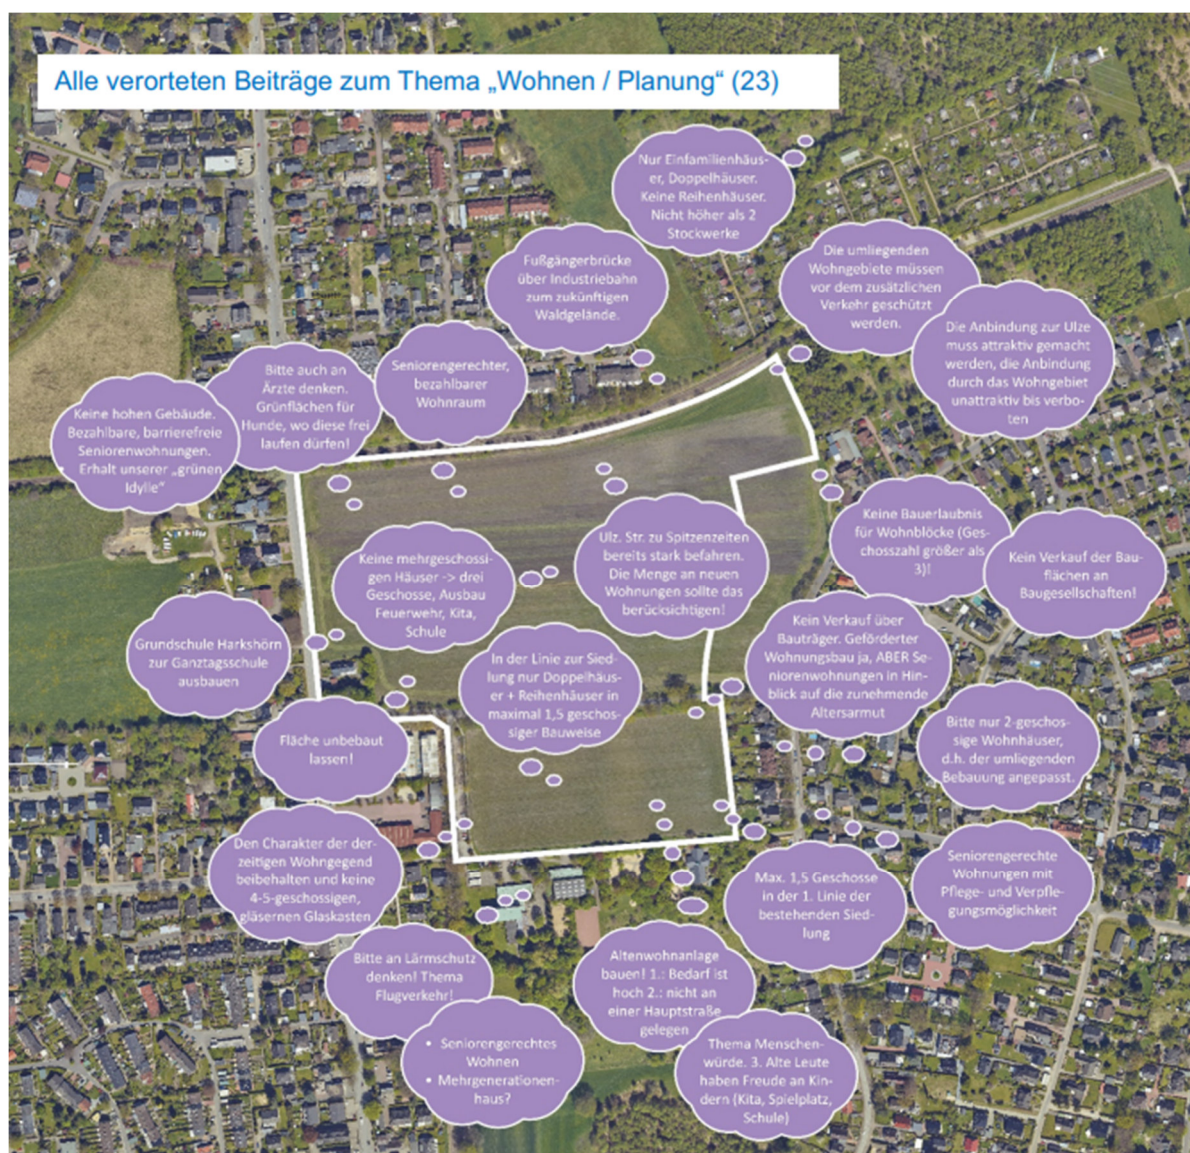 Alle verorteten Beiträge zum Thema „Wohnen / Planung“ (23)
Nur Einfamilienhäus-
er, Doppelhäuser.
Keine Reihenhäuser.
Nicht höher als 2
Stockwerke
Fußgängerbrücke
über Industriebahn
zum zukünftigen
Waldgelände.
Die umliegenden
Wohngebiete müssen
vor dem zusätzlichen
Verkehr geschützt
werden.
Die Anbindung zur Ulze
muss attraktiv gemacht
werden, die Anbindung
durch das Wohngebiet
unattraktiv bis verbo-
ten
Seniorengerechter,
bezahlbarer
Wohnraum
Bitte auch an
Ärzte denken.
Grünflächen für
Hunde, wo diese frei
laufen dürfen!
Keine hohen Gebäude.
Bezahlbare, barrierefreie
Seniorenwohnungen.
• Erhalt unserer „grünen
Idylle“
Keine mehrgeschossi-
gen Häuser -> drei
Geschosse, Ausbau
Feuerwehr, Kita,
Schule
Ulz. Str. zu Spitzenzeiten
bereits stark befahren.
Die Menge an neuen
Wohnungen sollte das
berücksichtigen!
Keine Bauerlaubnis
für Wohnblöcke (Ges-
chosszahl größer als
3)!
Kein Verkauf der Bau-
flächen an
Baugesellschaften!
Grundschule Harkshörn
zur Ganztagsschule
ausbauen
In der Linie zur Sied-
lung nur Doppelhäus-
er + Reihenhäuser in
maximal 1,5 geschos-
siger Bauweise
Kein Verkauf über
Bauträger. Geförderter
Wohnungsbau ja, ABER Se-
niorenwohnungen in Hin-
blick auf die zunehmende
Altersarmut
Fläche unbebaut
lassen!
Bitte nur 2-geschos-
sige Wohnhäuser,
d.h. der umliegenden
Bebauung angepasst.
Den Charakter der der-
zeitigen Wohngegend
beibehalten und keine
4-5-geschossigen,
gläsernen Glaskasten
Max. 1,5 Geschosse
in der 1. Linie der
bestehenden Sied-
lung
Seniorengerechte
Wohnungen mit
Pflege- und Verpfle-
gungsmöglichkeit
Bitte an Lärmschutz
denken! Thema
Flugverkehr!
Altenwohnanlage
bauen! 1.: Bedarf ist
hoch 2.: nicht an
einer Hauptstraße
gelegen
• Seniorengerechtes
Wohnen
• Mehrgenerationen-
haus?
Thema Menschen-
würde. 3. Alte Leute
haben Freude an Kin-
dern (Kita, Spielplatz,
Schule)